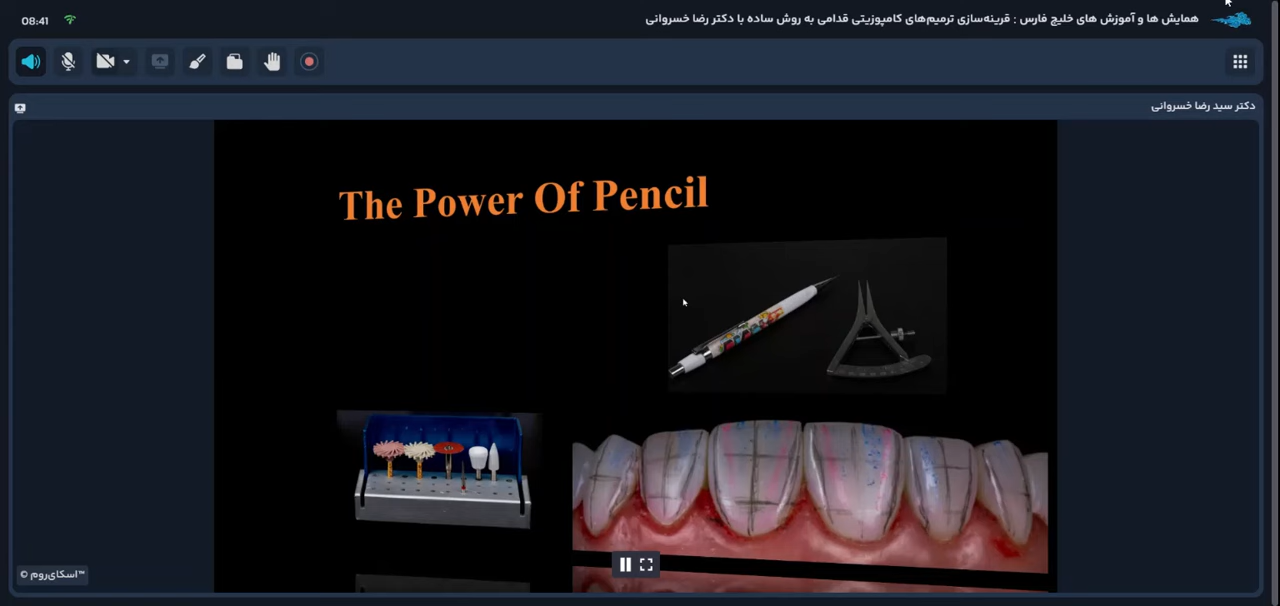 08:41
همایش ها و آموزش های خلیج فارس : قرینه‌سازی ترمیم‌های کامپوزیتی قدامی به روش ساده با دکتر رضا خسروانی
دکتر سید رضا خسروانی
The Power Of Pencil
اسکای‌روم™ ©